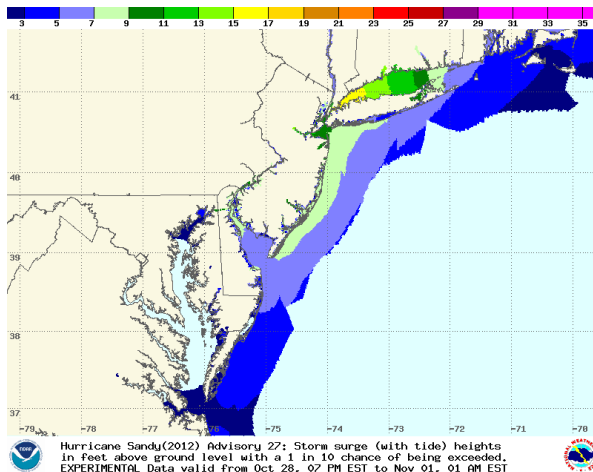 3 5 7 9 11 13 15 17 19 21 23 25 27 29 31 33 35
41
40
39
38
37
-79 -78 -77 -76 -75 -74 -73 -72 -71 -70
Hurricane Sandy(2012) Advisory 27: Storm surge (with tide) heights
in feet above ground level with a 1 in 10 chance of being exceeded.
EXPERIMENTAL Data valid from Oct 28, 07 PM EST to Nov 01, 01 AM EST